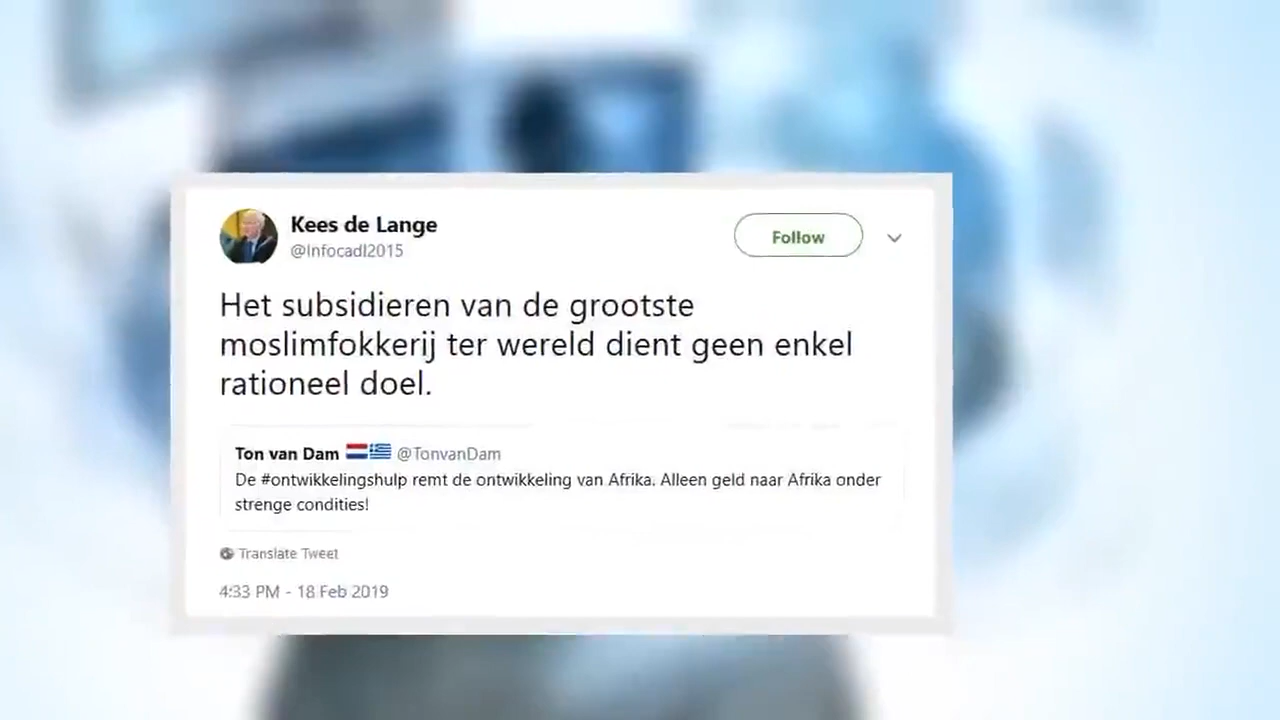 Kees de Lange
@Infocadl2015
Follow
Het subsidieren van de grootste
moslimfokkerij ter wereld dient geen enkel
rationeel doel.
Ton van Dam 🇳🇱🇬🇷 @TonvanDam
De #ontwikkelingshulp remt de ontwikkeling van Afrika. Alleen geld naar Afrika onder
strenge condities!
Translate Tweet
4:33 PM - 18 Feb 2019